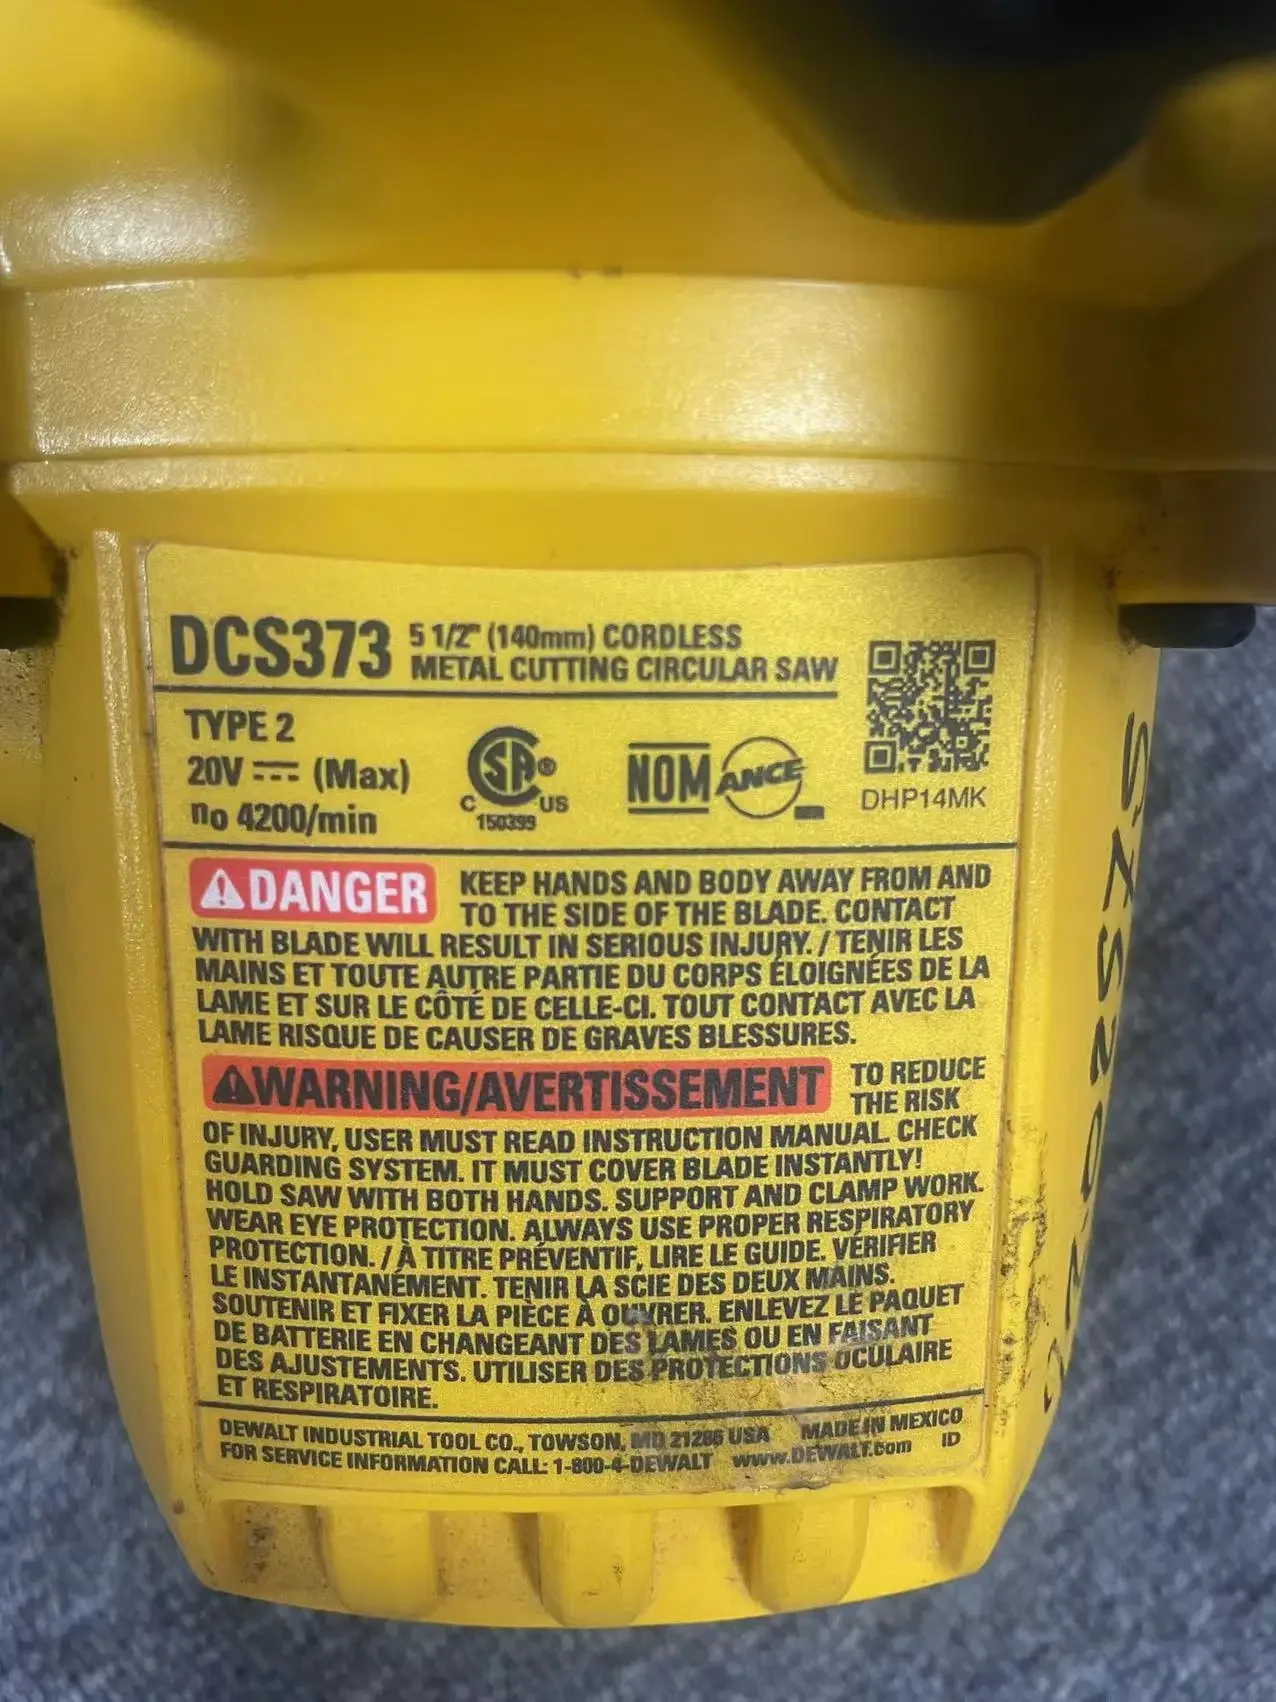 DCS373 5 1/2" (140mm) CORDLESS
METAL CUTTING CIRCULAR SAW
TYPE 2
20V ⎓ (Max)
no 4200/min
CSA®
C US
150399
NOM ANCE
DHP14MK
⚠DANGER KEEP HANDS AND BODY AWAY FROM AND
TO THE SIDE OF THE BLADE. CONTACT
WITH BLADE WILL RESULT IN SERIOUS INJURY. / TENIR LES
MAINS ET TOUTE AUTRE PARTIE DU CORPS ÉLOIGNÉES DE LA
LAME ET SUR LE CÔTÉ DE CELLE-CI. TOUT CONTACT AVEC LA
LAME RISQUE DE CAUSER DE GRAVES BLESSURES.
⚠WARNING/AVERTISSEMENT TO REDUCE
THE RISK
OF INJURY, USER MUST READ INSTRUCTION MANUAL. CHECK
GUARDING SYSTEM. IT MUST COVER BLADE INSTANTLY!
HOLD SAW WITH BOTH HANDS. SUPPORT AND CLAMP WORK.
WEAR EYE PROTECTION. ALWAYS USE PROPER RESPIRATORY
PROTECTION. / À TITRE PRÉVENTIF, LIRE LE GUIDE. VÉRIFIER
LE INSTANTANÉMENT. TENIR LA SCIE DES DEUX MAINS.
SOUTENIR ET FIXER LA PIÈCE À OUVRER. ENLEVEZ LE PAQUET
DE BATTERIE EN CHANGEANT DES LAMES OU EN FAISANT
DES AJUSTEMENTS. UTILISER DES PROTECTIONS OCULAIRE
ET RESPIRATOIRE.
DEWALT INDUSTRIAL TOOL CO., TOWSON, MD 21286 USA MADE IN MEXICO
FOR SERVICE INFORMATION CALL: 1-800-4-DEWALT www.DEWALT.com ID